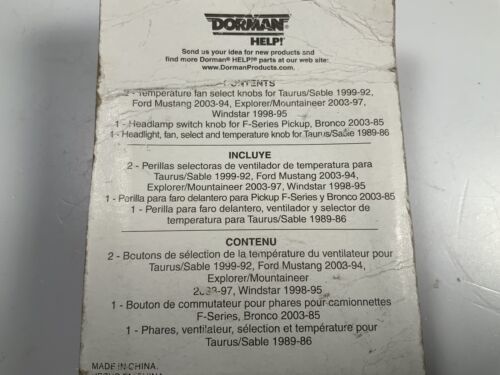 DORMAN®
HELP!®
Send us your idea for new products and
find more Dorman® HELP!® parts at our web site:
www.DormanProducts.com
CONTENTS
2 - Temperature fan select knobs for Taurus/Sable 1999-92,
Ford Mustang 2003-94, Explorer/Mountaineer 2003-97,
Windstar 1998-95
1 - Headlamp switch knob for F-Series Pickup, Bronco 2003-85
1 - Headlight, fan, select and temperature knob for Taurus/Sable 1989-86
INCLUYE
2 - Perillas selectoras de ventilador de temperatura para
Taurus/Sable 1999-92, Ford Mustang 2003-94,
Explorer/Mountaineer 2003-97, Windstar 1998-95
1 - Perilla para faro delantero para Pickup F-Series y Bronco 2003-85
1 - Perilla para faro delantero, ventilador y selector de
temperatura para Taurus/Sable 1989-86
CONTENU
2 - Boutons de sélection de la température du ventilateur pour
Taurus/Sable 1999-92, Ford Mustang 2003-94,
Explorer/Mountaineer
2003-97, Windstar 1998-95
1 - Bouton de commutateur pour phares pour camionnettes
F-Series, Bronco 2003-85
1 - Phares, ventilateur, sélection et température pour
Taurus/Sable 1989-86
MADE IN CHINA.